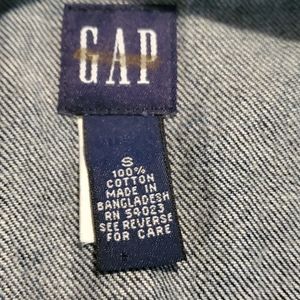 GAP
S
100%
COTTON
MADE IN
BANGLADESH
RN 54023
SEE REVERSE
FOR CARE